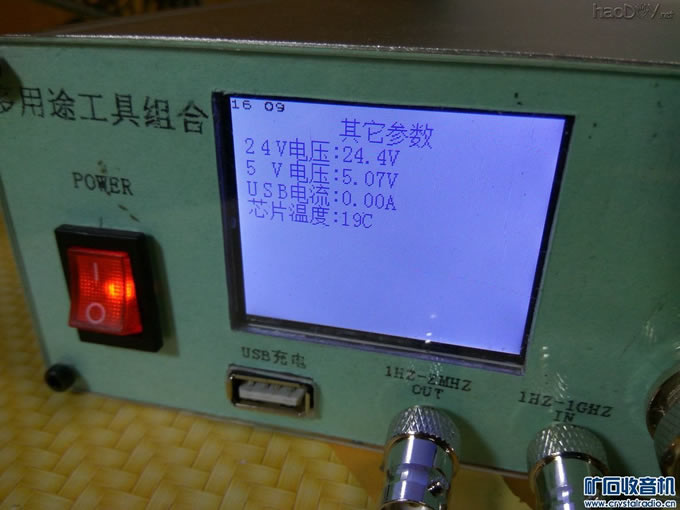 haoDIY.net
多用途工具组合
16 09
其它参数
24V电压:24.4V
5 V电压:5.07V
USB电流:0.00A
芯片温度:19C
POWER
USB充电
1HZ-2MHZ
OUT
1HZ-1GHZ
IN
矿石收音机
www.crystalradio.cn